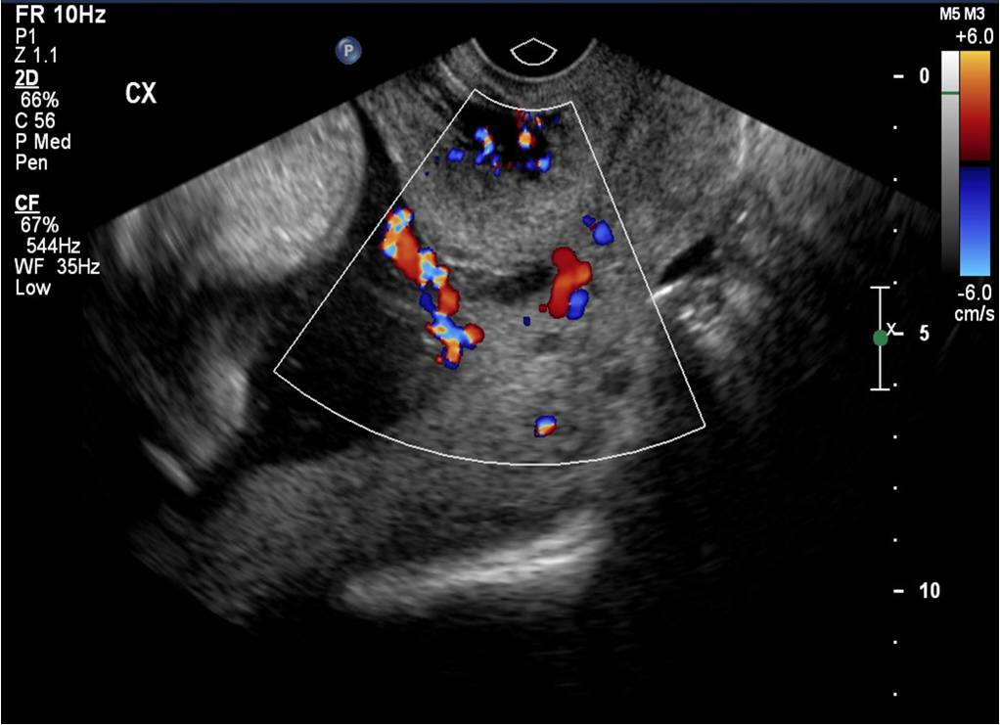 FR 10Hz
P1
Z 1.1
2D
66%
C 56
P Med
Pen
CF
67%
544Hz
WF 35Hz
Low
P
CX
M5 M3
+6.0
-6.0
cm/s
0
X
5
10